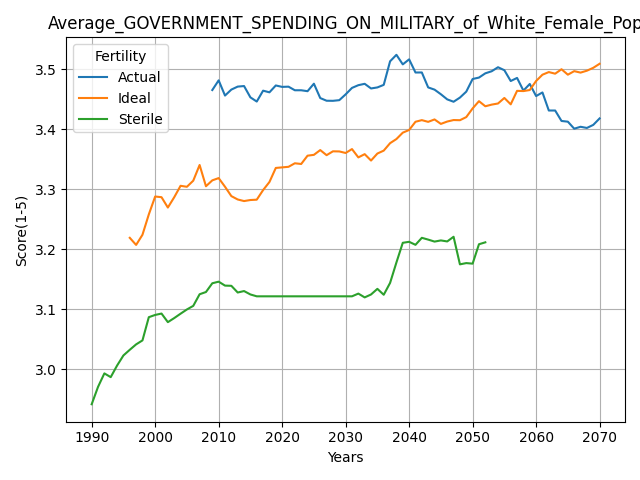 Average_GOVERNMENT_SPENDING_ON_MILITARY_of_White_Female_Pop
Fertility
Actual
Ideal
Sterile
Score(1-5)
3.5
3.4
3.3
3.2
3.1
3.0
1990 2000 2010 2020 2030 2040 2050 2060 2070
Years